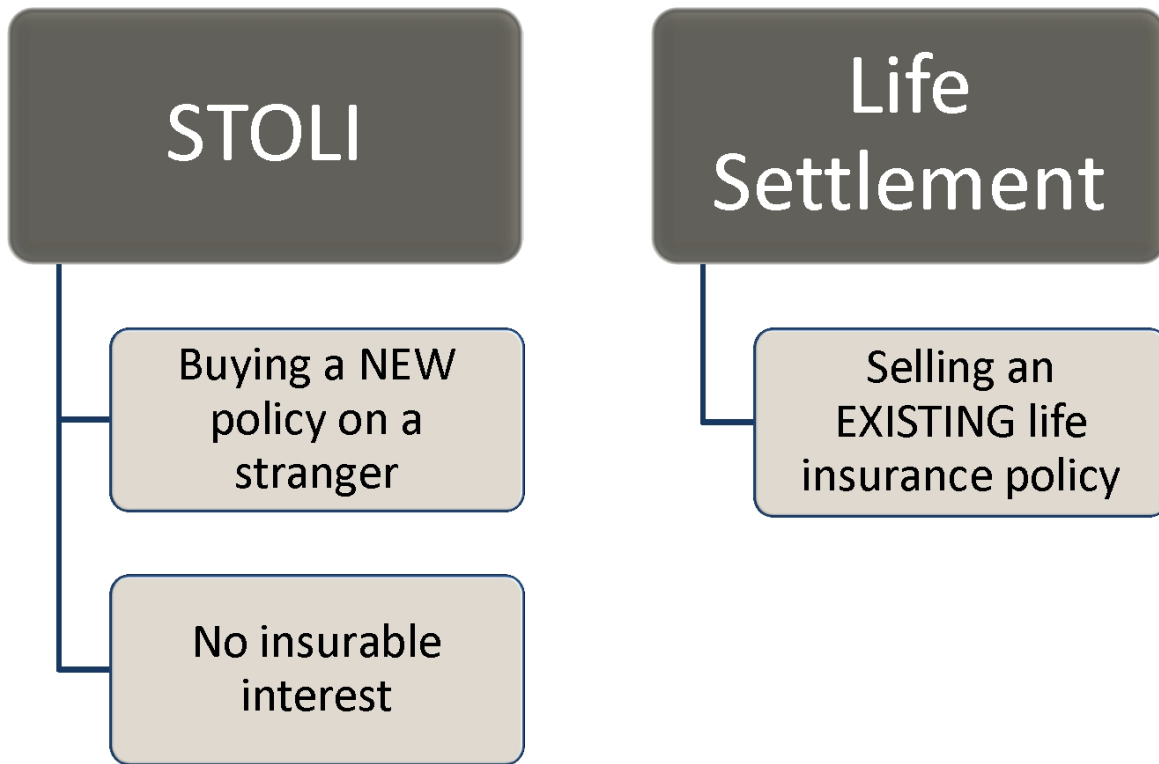 STOLI
Buying a NEW
policy on a
stranger
No insurable
interest
Life
Settlement
Selling an
EXISTING life
insurance policy